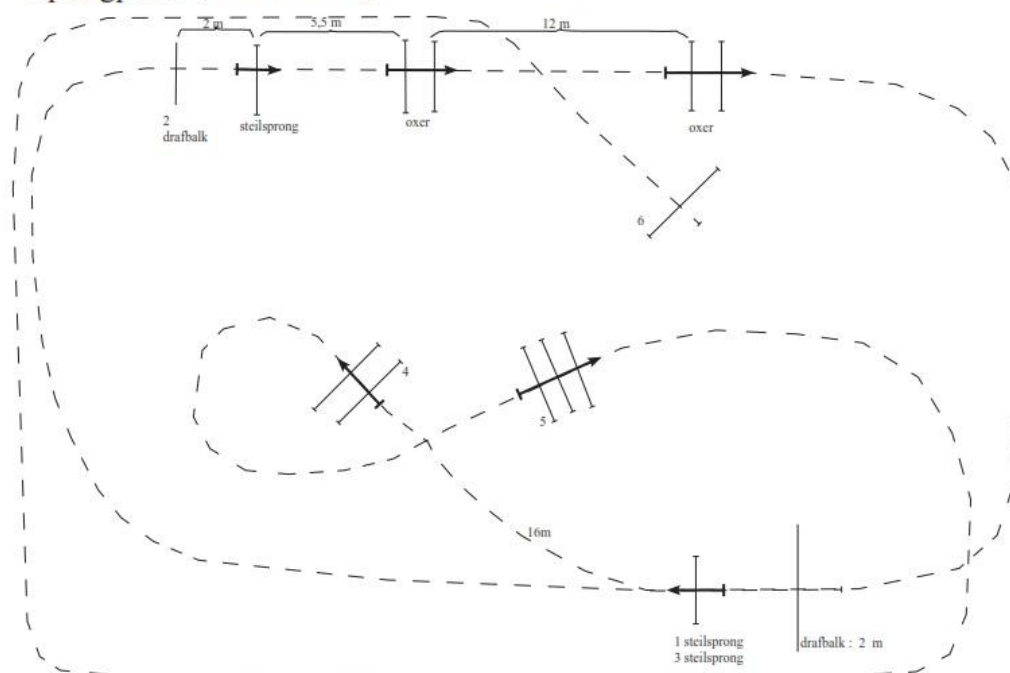 2 m
5,5 m
12 m
2
drafbalk
steilsprong
oxer
oxer
6
4
5
16m
1 steilsprong
3 steilsprong
drafbalk : 2 m